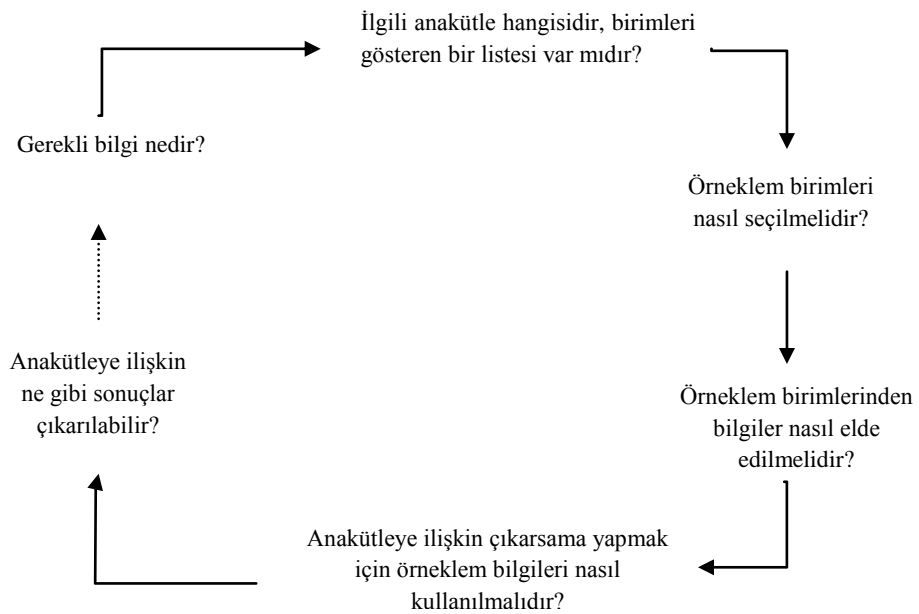 İlgili anakütle hangisidir, birimleri
gösteren bir listesi var mıdır?
Gerekli bilgi nedir?
Örneklem birimleri
nasıl seçilmelidir?
Anakütleye ilişkin
ne gibi sonuçlar
çıkarılabilir?
Örneklem birimlerinden
bilgiler nasıl elde
edilmelidir?
Anakütleye ilişkin çıkarsama yapmak
için örneklem bilgileri nasıl
kullanılmalıdır?